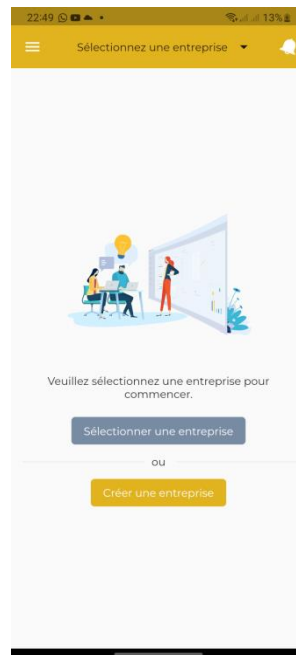 22:49 13%
Sélectionnez une entreprise
Veuillez sélectionnez une entreprise pour
commencer.
Sélectionner une entreprise
ou
Créer une entreprise